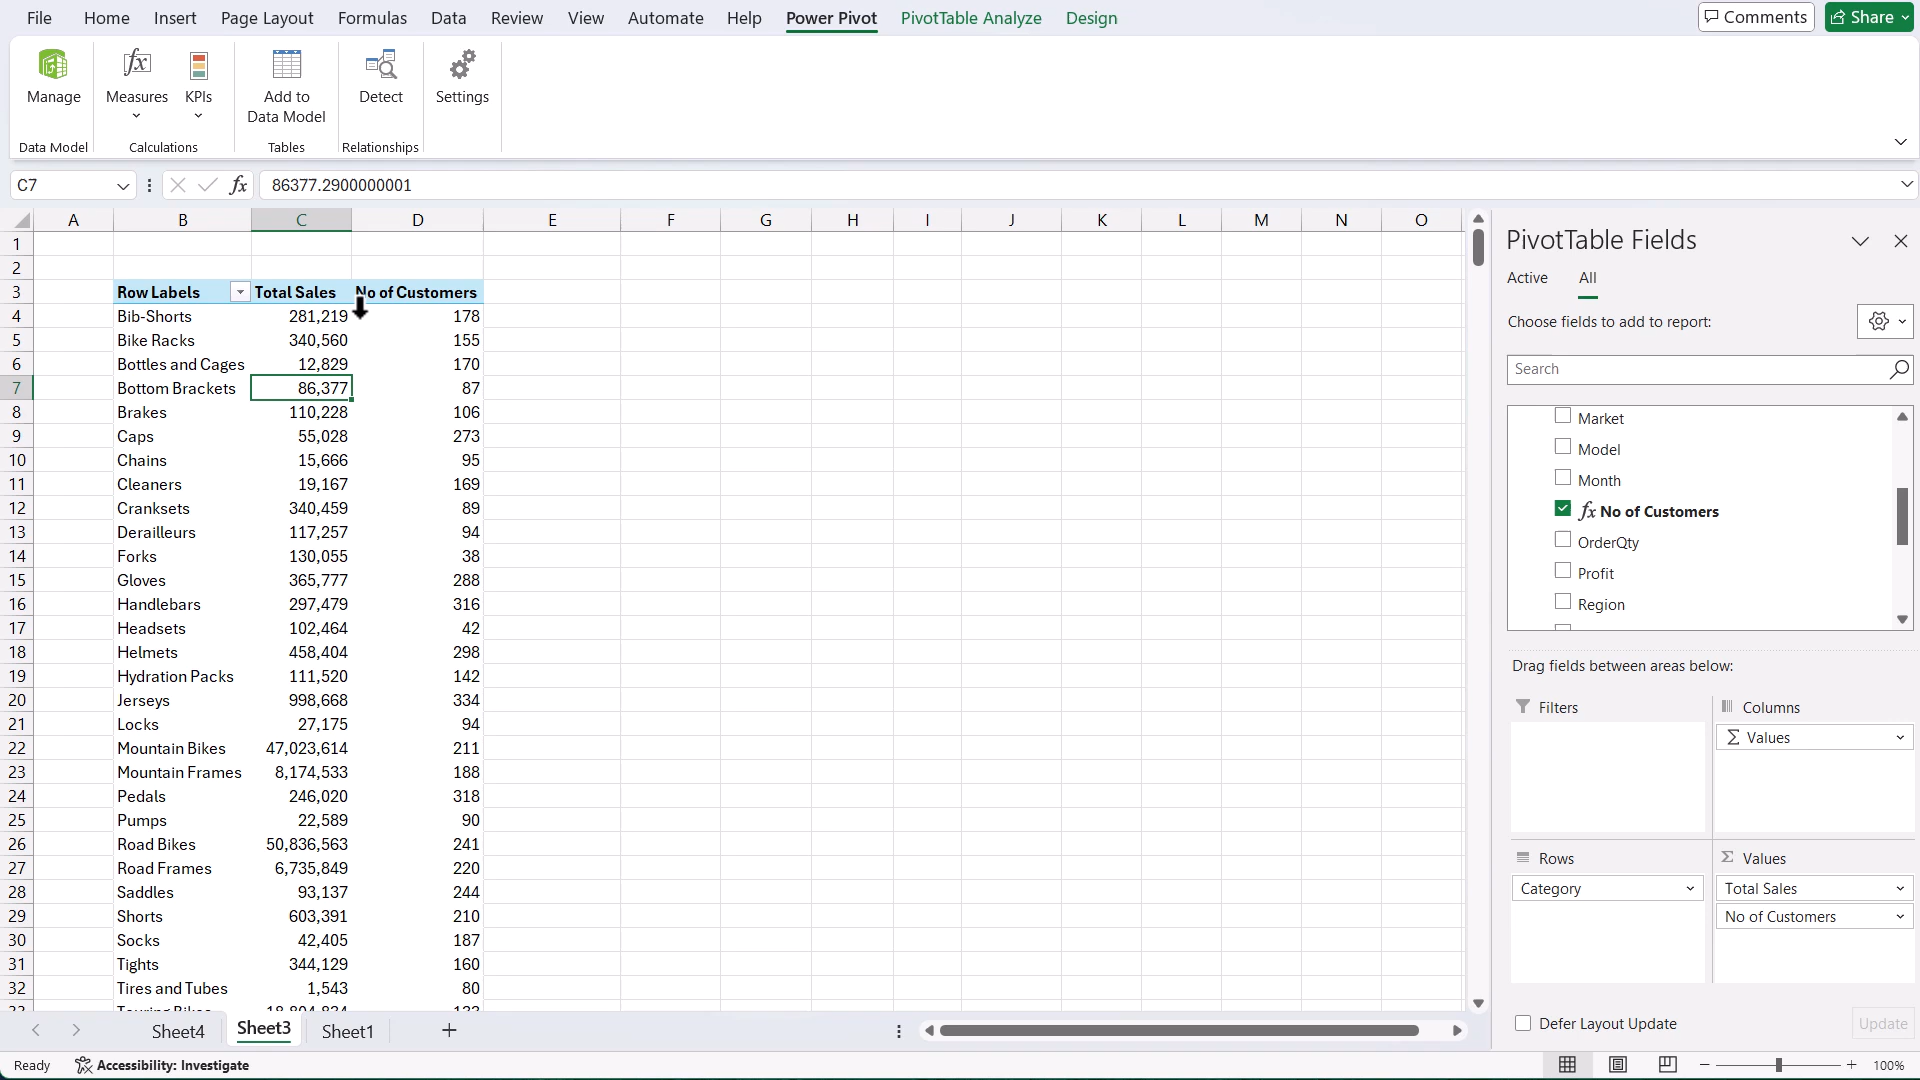 File Home Insert Page Layout Formulas Data Review View Automate Help Power Pivot PivotTable Analyze Design Comments Share
Manage Measures KPIs Add to Data Model Detect Settings
Data Model Calculations Tables Relationships
C7 fx 86377.2900000001
A B C D E F G H I J K L M N O
1
2
3 Row Labels Total Sales No of Customers
4 Bib-Shorts 281,219 178
5 Bike Racks 340,560 155
6 Bottles and Cages 12,829 170
7 Bottom Brackets 86,377 87
8 Brakes 110,228 106
9 Caps 55,028 273
10 Chains 15,666 95
11 Cleaners 19,167 169
12 Cranksets 340,459 89
13 Derailleurs 117,257 94
14 Forks 130,055 38
15 Gloves 365,777 288
16 Handlebars 297,479 316
17 Headsets 102,464 42
18 Helmets 458,404 298
19 Hydration Packs 111,520 142
20 Jerseys 998,668 334
21 Locks 27,175 94
22 Mountain Bikes 47,023,614 211
23 Mountain Frames 8,174,533 188
24 Pedals 246,020 318
25 Pumps 22,589 90
26 Road Bikes 50,836,563 241
27 Road Frames 6,735,849 220
28 Saddles 93,137 244
29 Shorts 603,391 210
30 Socks 42,405 187
31 Tights 344,129 160
32 Tires and Tubes 1,543 80
PivotTable Fields
Active All
Choose fields to add to report:
Search
Market
Model
Month
fx No of Customers
OrderQty
Profit
Region
Drag fields between areas below:
Filters Columns
Σ Values
Rows Σ Values
Category Total Sales
No of Customers
Defer Layout Update Update
Sheet4 Sheet3 Sheet1
Ready Accessibility: Investigate 100%